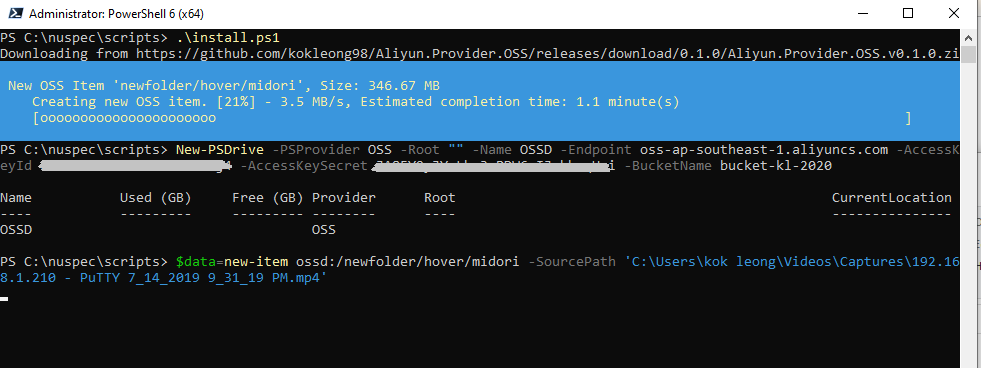 Administrator: PowerShell 6 (x64)
PS C:\nuspec\scripts> .\install.ps1
Downloading from https://github.com/kokleong98/Aliyun.Provider.OSS/releases/download/0.1.0/Aliyun.Provider.OSS.v0.1.0.zi
New OSS Item 'newfolder/hover/midori', Size: 346.67 MB
Creating new OSS item. [21%] - 3.5 MB/s, Estimated completion time: 1.1 minute(s)
[oooooooooooooooooooooo ]
PS C:\nuspec\scripts> New-PSDrive -PSProvider OSS -Root "" -Name OSSD -Endpoint oss-ap-southeast-1.aliyuncs.com -AccessK
eyId -AccessKeySecret -BucketName bucket-kl-2020
Name Used (GB) Free (GB) Provider Root CurrentLocation
---- --------- --------- -------- ---- ---------------
OSSD OSS
PS C:\nuspec\scripts> $data=new-item ossd:/newfolder/hover/midori -SourcePath 'C:\Users\kok leong\Videos\Captures\192.16
8.1.210 - PuTTY 7_14_2019 9_31_19 PM.mp4'